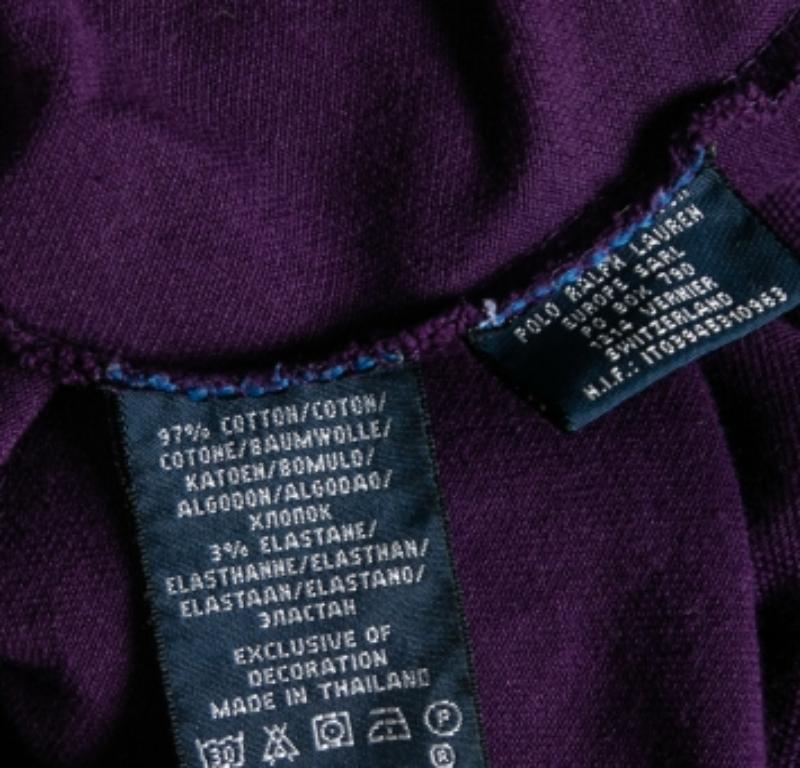 97% COTTON/COTON/
COTONE/BAUMWOLLE/
KATOEN/BOMULD/
ALGODON/ALGODAO/
ХЛОПОК
3% ELASTANE/
ELASTHANNE/ELASTHAN/
ELASTAAN/ELASTANO/
ЭЛАСТАН
EXCLUSIVE OF
DECORATION
MADE IN THAILAND
30 P
R
POLO RALPH LAUREN
EUROPE SARL
PO BOX 790
VERNIER
SWITZERLAND
N.I.F.: